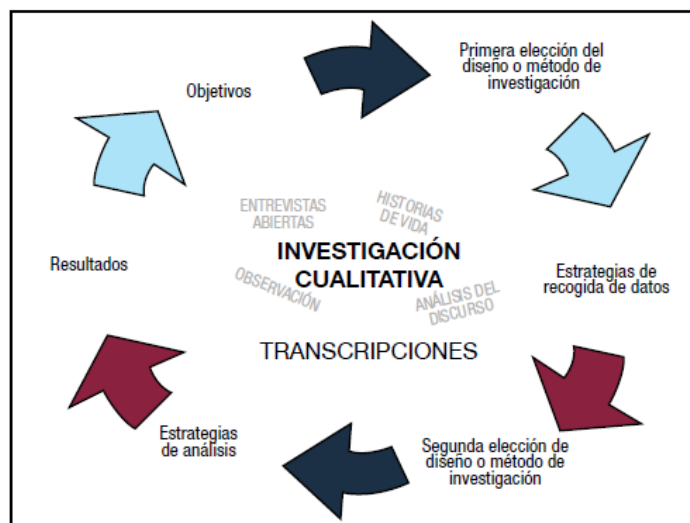 Objetivos
Primera elección del
diseño o método de
investigación
ENTREVISTAS
ABIERTAS
HISTORIAS
DE VIDA
INVESTIGACIÓN
CUALITATIVA
OBSERVACIÓN
ANÁLISIS DEL
DISCURSO
TRANSCRIPCIONES
Resultados
Estrategias de
recogida de datos
Estrategias
de análisis
Segunda elección de
diseño o método de
investigación